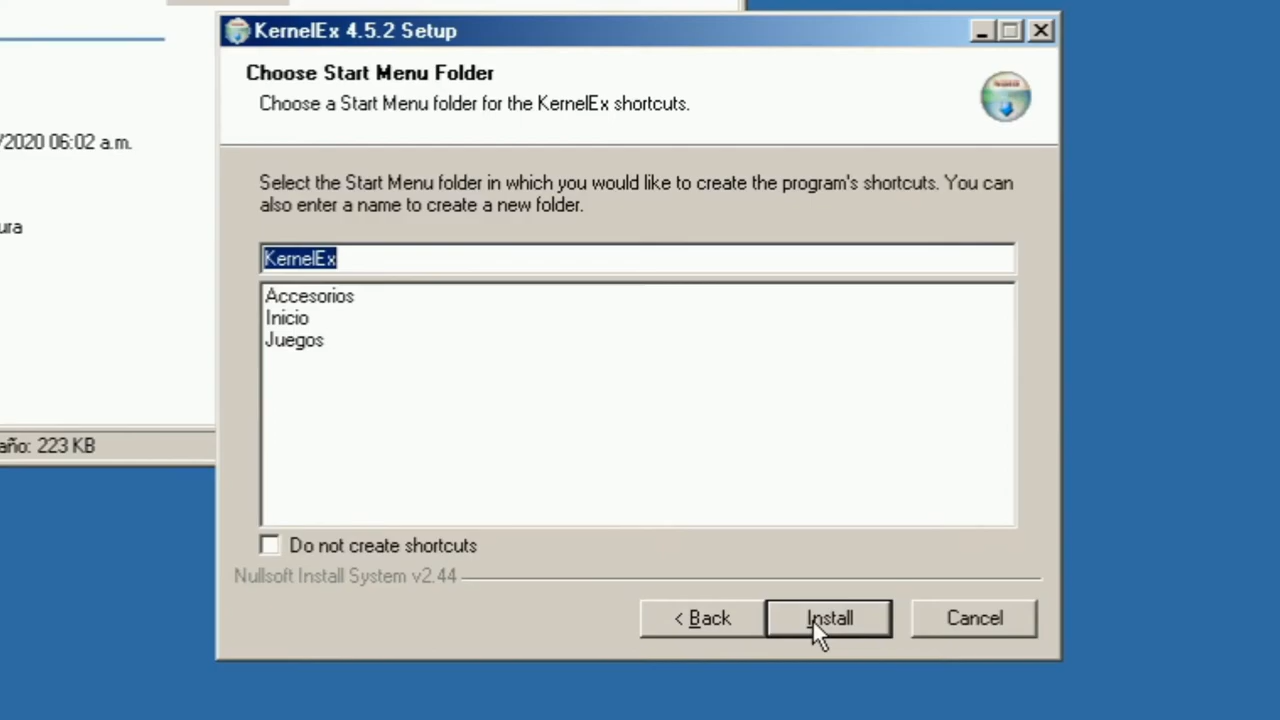 KernelEx 4.5.2 Setup
Choose Start Menu Folder
Choose a Start Menu folder for the KernelEx shortcuts.
/2020 06:02 a.m.
Select the Start Menu folder in which you would like to create the program's shortcuts. You can
also enter a name to create a new folder.
ura
KernelEx
Accesorios
Inicio
Juegos
año: 223 KB
Do not create shortcuts
Nullsoft Install System v2.44
< Back
Install
Cancel